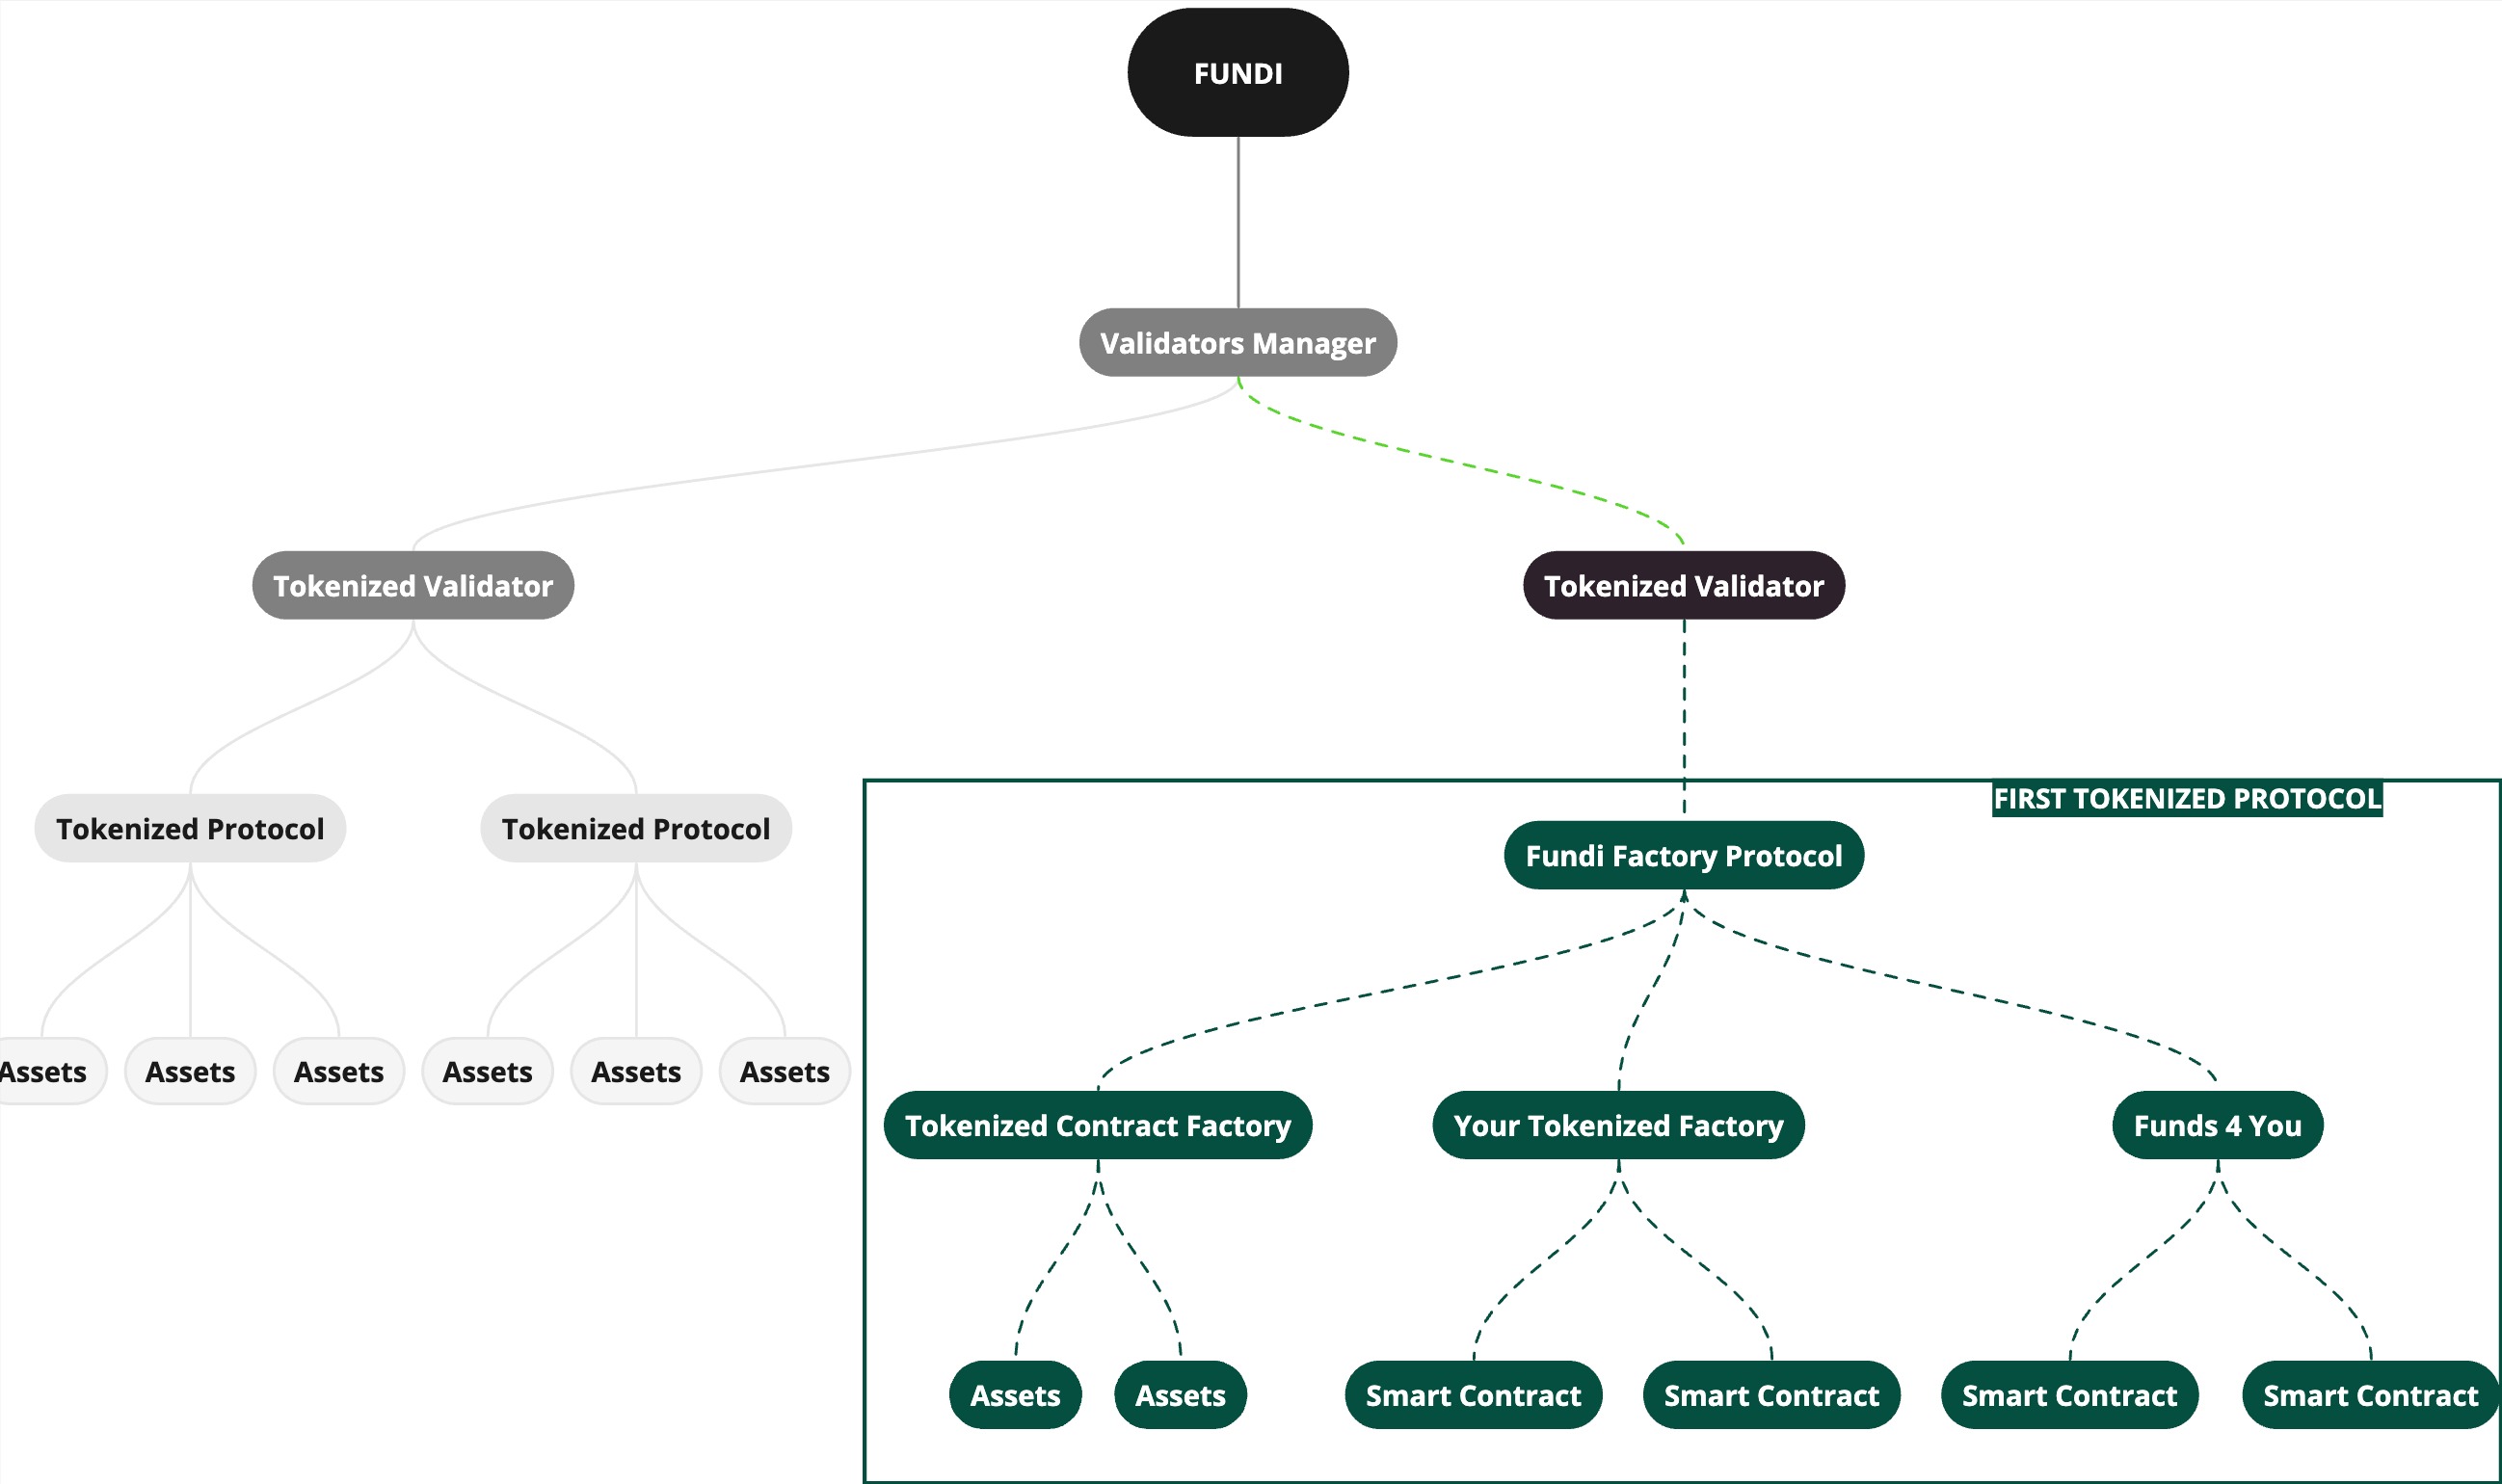 FUNDI
Validators Manager
Tokenized Validator
Tokenized Validator
Tokenized Protocol
Tokenized Protocol
FIRST TOKENIZED PROTOCOL
Fundi Factory Protocol
Assets
Assets
Assets
Assets
Assets
Assets
Tokenized Contract Factory
Your Tokenized Factory
Funds 4 You
Assets
Assets
Smart Contract
Smart Contract
Smart Contract
Smart Contract